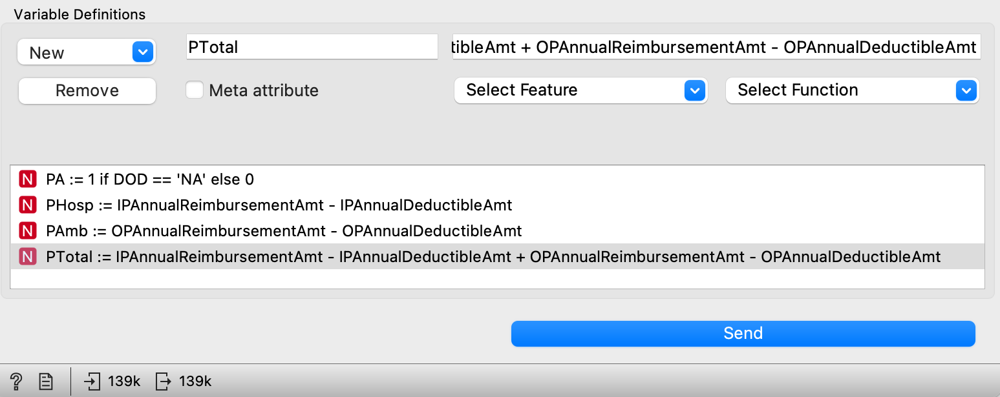 Variable Definitions
New
PTotal
tibleAmt + OPAnnualReimbursementAmt - OPAnnualDeductibleAmt
Remove
Meta attribute
Select Feature
Select Function
N PA := 1 if DOD == 'NA' else 0
N PHosp := IPAnnualReimbursementAmt - IPAnnualDeductibleAmt
N PAmb := OPAnnualReimbursementAmt - OPAnnualDeductibleAmt
N PTotal := IPAnnualReimbursementAmt - IPAnnualDeductibleAmt + OPAnnualReimbursementAmt - OPAnnualDeductibleAmt
Send
? 139k 139k